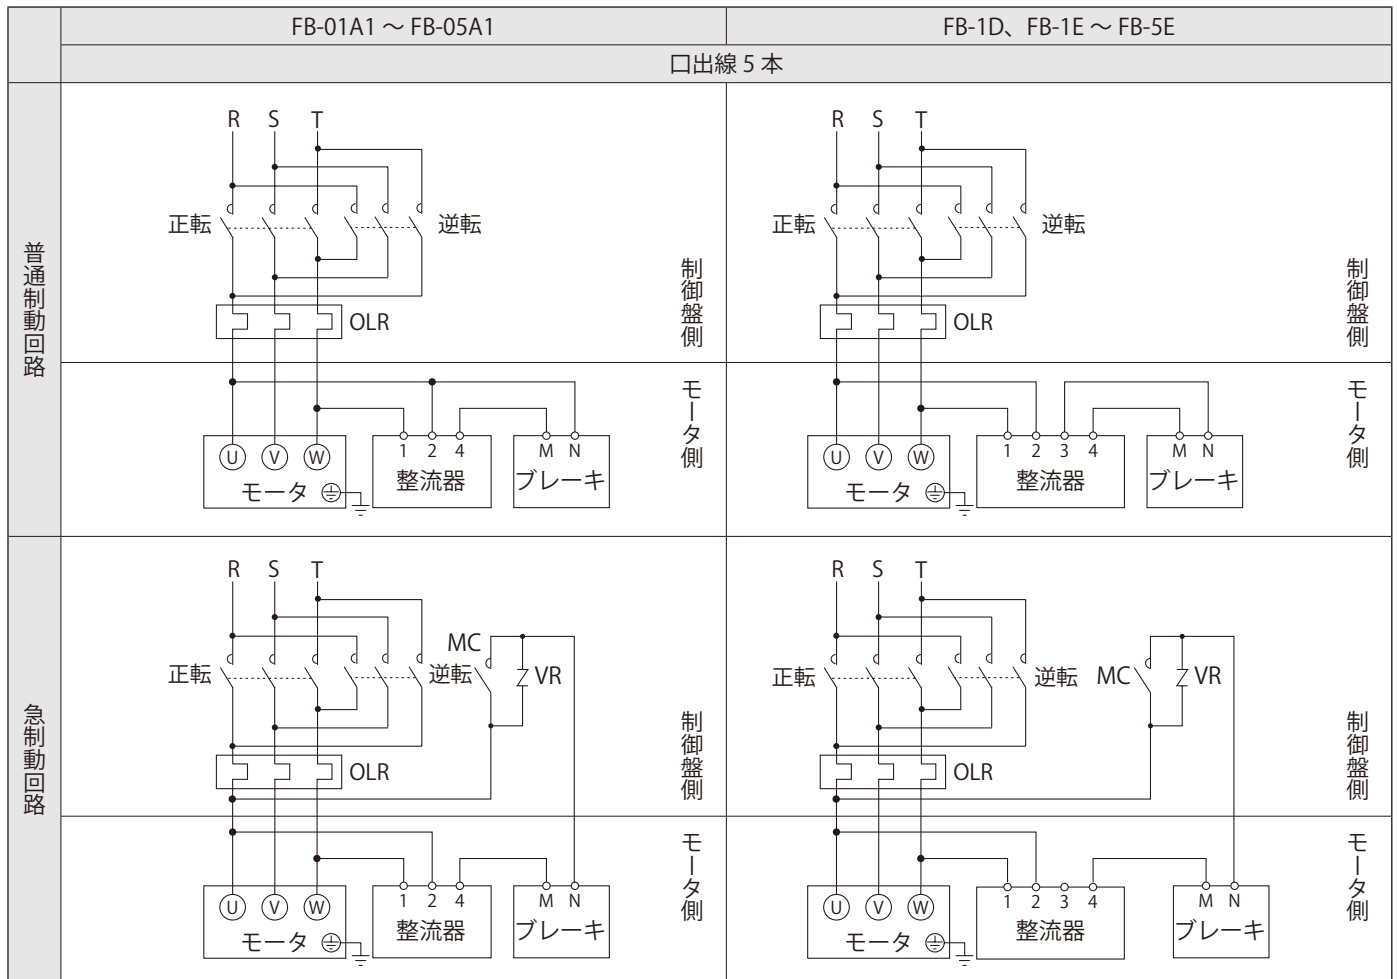 FB-01A1 ～ FB-05A1
FB-1D、FB-1E ～ FB-5E
口出線 5 本
普通制動回路
R S T
正転
逆転
OLR
制御盤側
モータ側
U V W
モータ
1 2 4
整流器
M N
ブレーキ
R S T
正転
逆転
OLR
制御盤側
モータ側
U V W
モータ
1 2 3 4
整流器
M N
ブレーキ
急制動回路
R S T
正転
逆転
MC
VR
OLR
制御盤側
モータ側
U V W
モータ
1 2 4
整流器
M N
ブレーキ
R S T
正転
逆転
MC
VR
OLR
制御盤側
モータ側
U V W
モータ
1 2 3 4
整流器
M N
ブレーキ